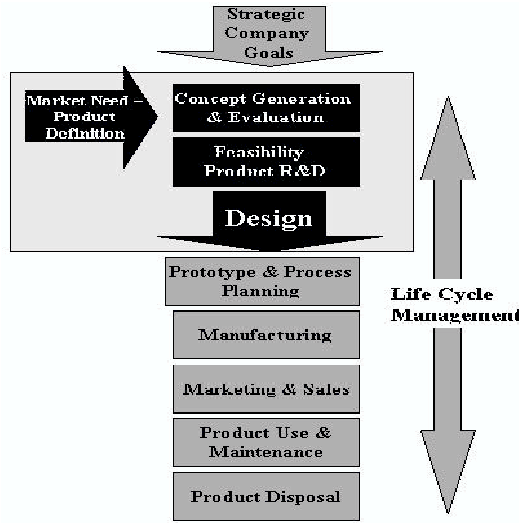 Strategic
Company
Goals
Market Need –
Product
Definition
Concept Generation
& Evaluation
Feasibility
Product R&D
Design
Prototype & Process
Planning
Life Cycle
Management
Manufacturing
Marketing & Sales
Product Use &
Maintenance
Product Disposal